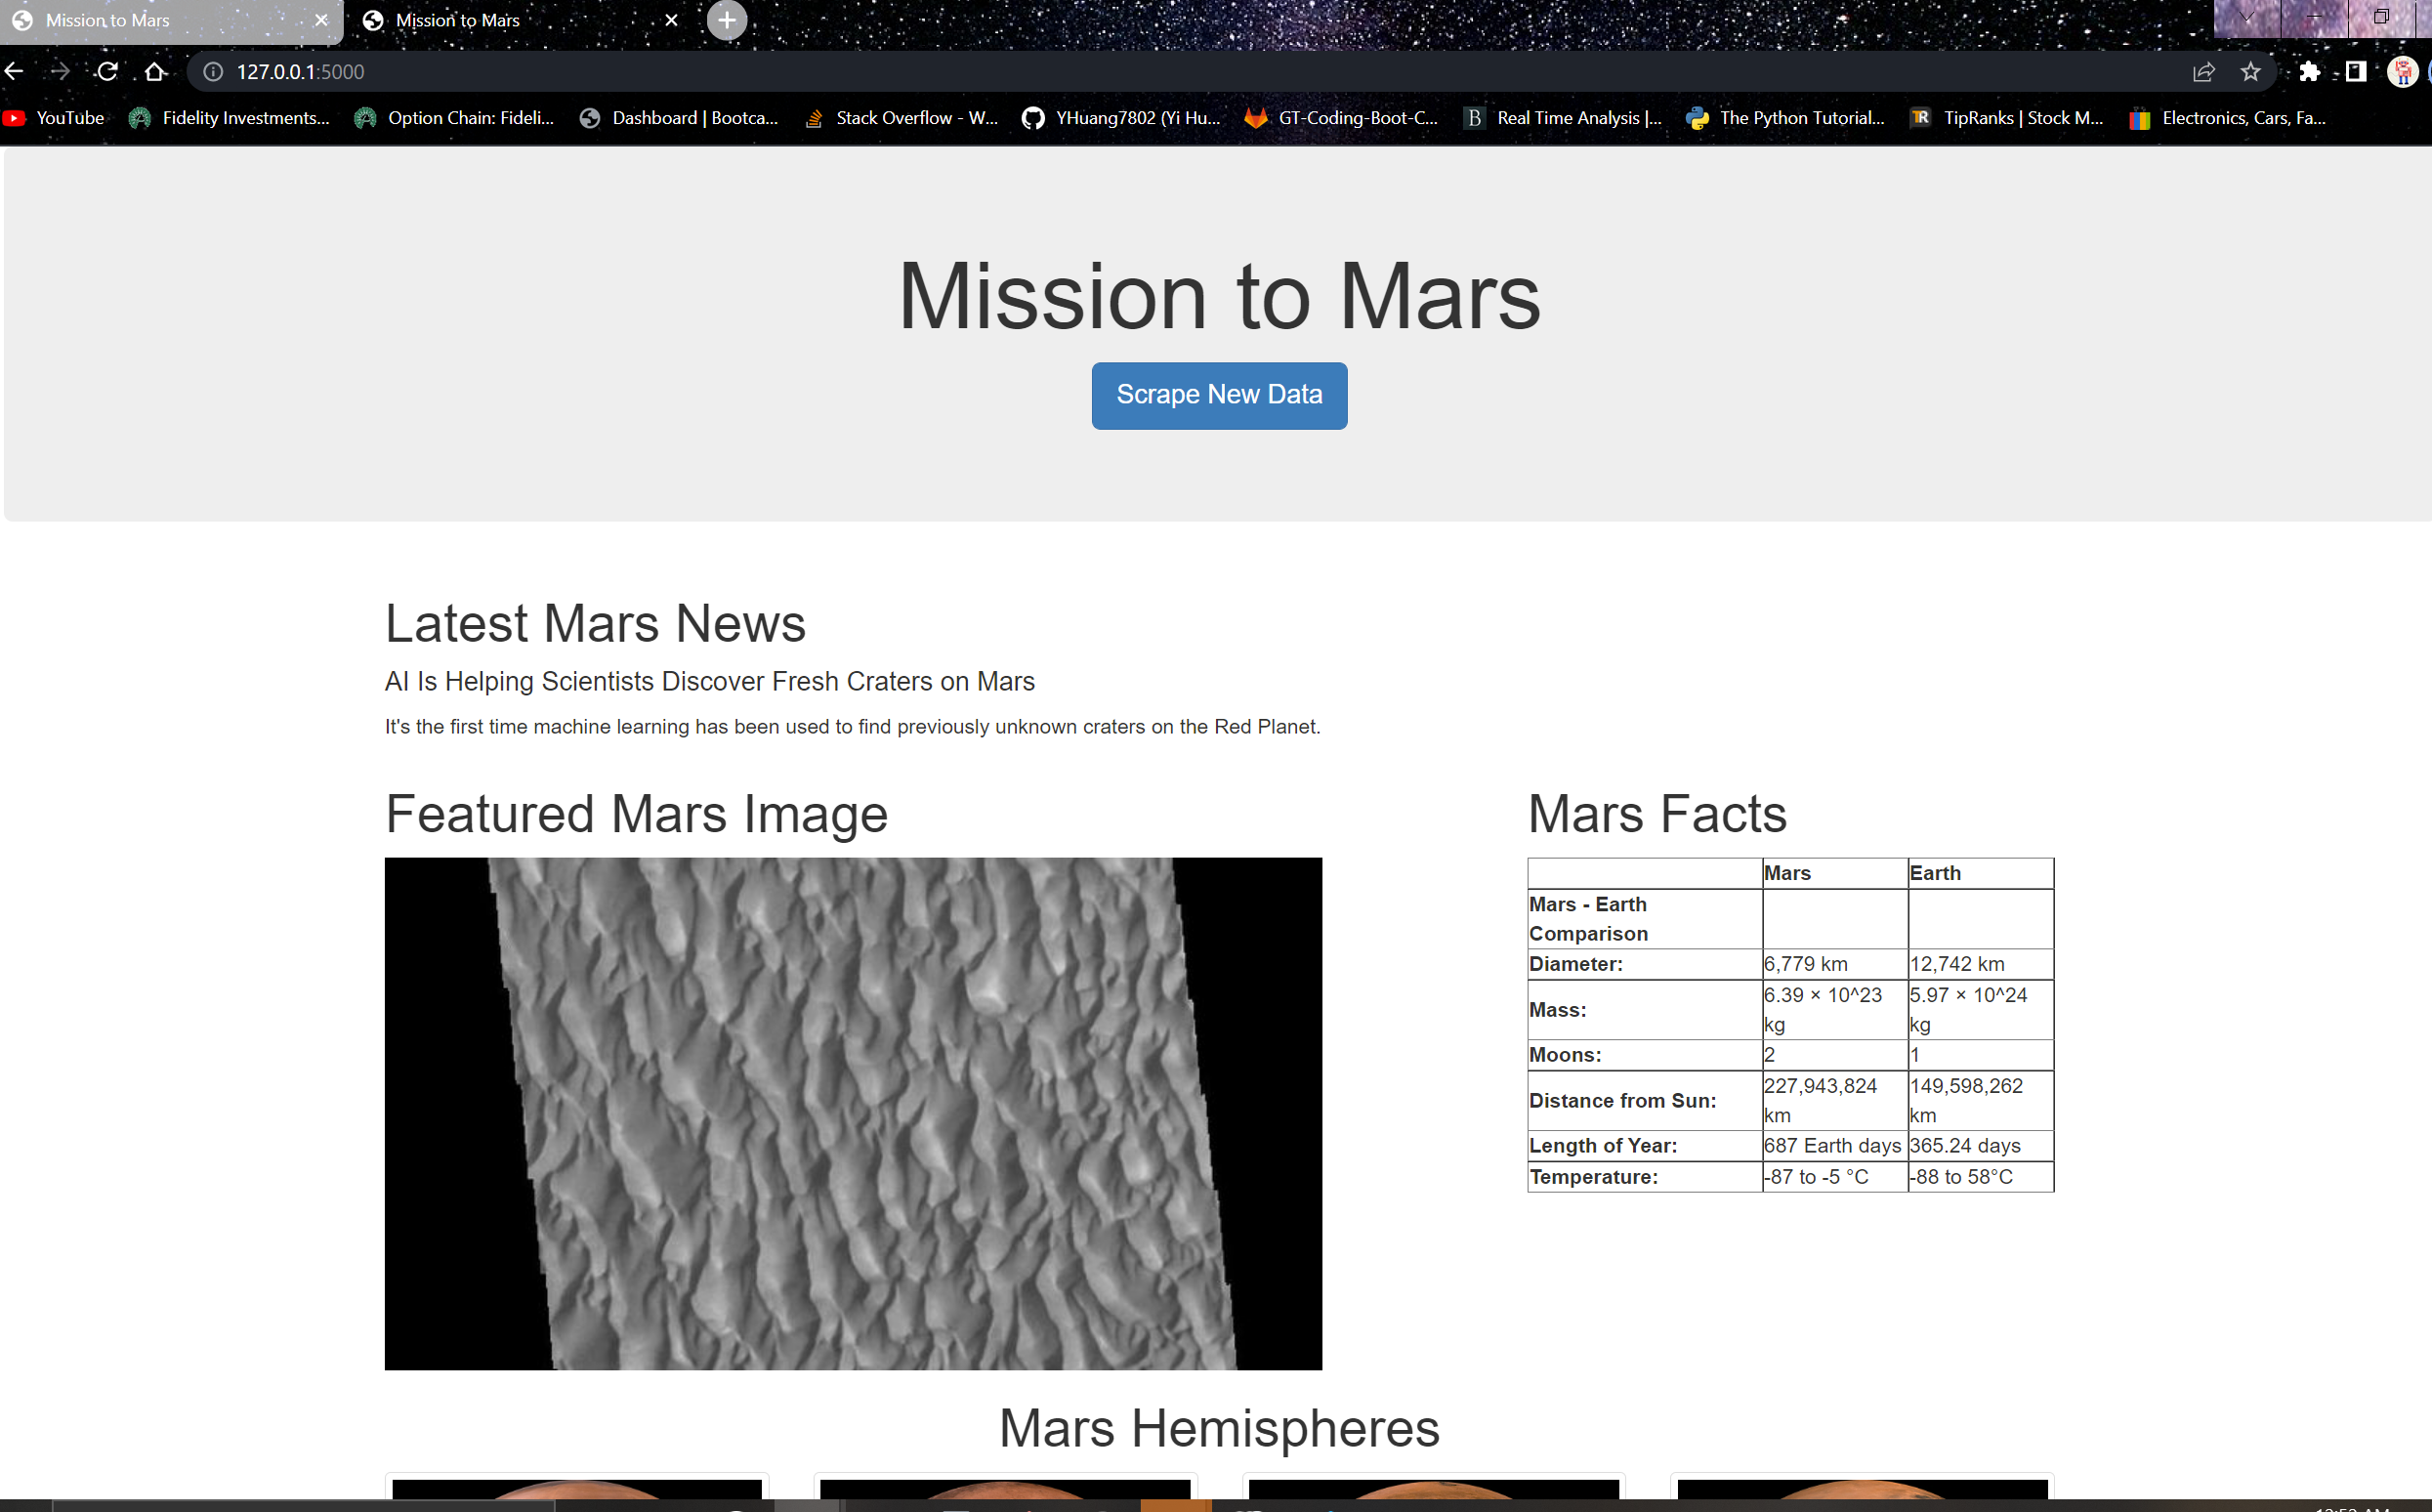 Mission to Mars
Mission to Mars
127.0.0.1:5000
YouTube
Fidelity Investments...
Option Chain: Fideli...
Dashboard | Bootca...
Stack Overflow - W...
YHuang7802 (Yi Hu...
GT-Coding-Boot-C...
Real Time Analysis |...
The Python Tutorial...
TipRanks | Stock M...
Electronics, Cars, Fa...
Mission to Mars
Scrape New Data
Latest Mars News
AI Is Helping Scientists Discover Fresh Craters on Mars
It's the first time machine learning has been used to find previously unknown craters on the Red Planet.
Featured Mars Image
Mars Facts
Mars Earth
Mars - Earth
Comparison
Diameter: 6,779 km 12,742 km
Mass: 6.39 × 10^23 kg 5.97 × 10^24 kg
Moons: 2 1
Distance from Sun: 227,943,824 km 149,598,262 km
Length of Year: 687 Earth days 365.24 days
Temperature: -87 to -5 °C -88 to 58°C
Mars Hemispheres